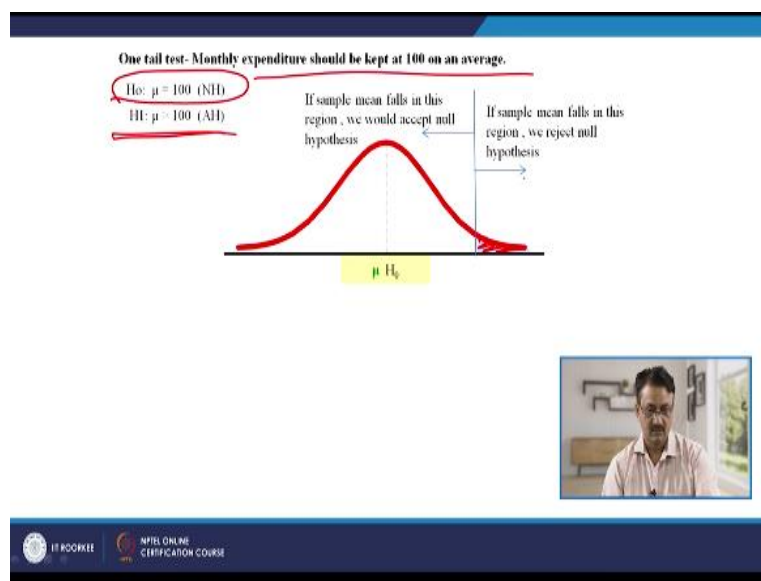 One tail test- Monthly expenditure should be kept at 100 on an average.
Ho: μ = 100 (NH)
HI: μ > 100 (AH)
If sample mean falls in this
region , we would accept null
hypothesis
If sample mean falls in this
region , we reject null
hypothesis
μ H₀
IIT ROORKEE
NPTEL ONLINE
CERTIFICATION COURSE